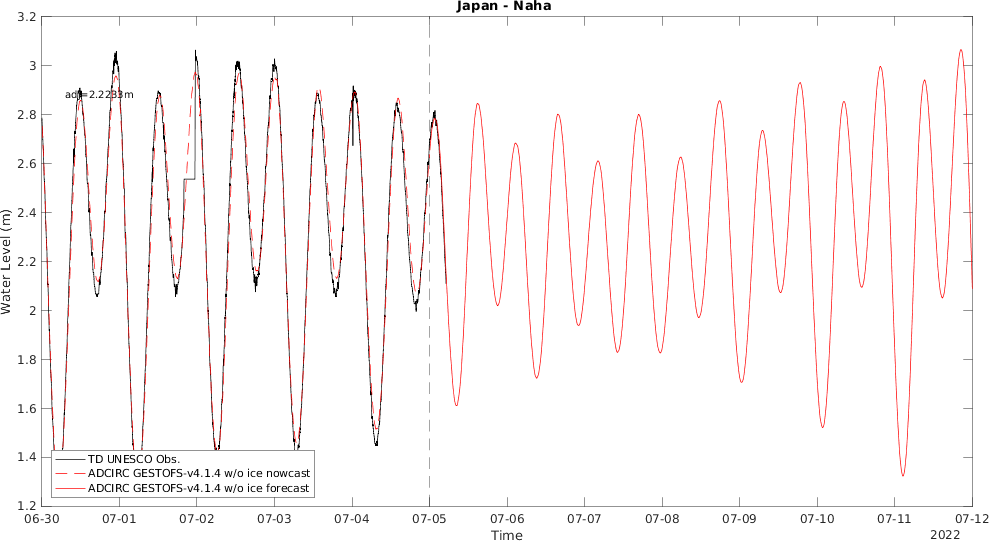 Japan - Naha
3.2
3
2.8
2.6
2.4
2.2
2
1.8
1.6
1.4
1.2
Water Level (m)
adj=2.2233m
TD UNESCO Obs.
ADCIRC GESTOFS-v4.1.4 w/o ice nowcast
ADCIRC GESTOFS-v4.1.4 w/o ice forecast
06-30 07-01 07-02 07-03 07-04 07-05 07-06 07-07 07-08 07-09 07-10 07-11 07-12
Time
2022